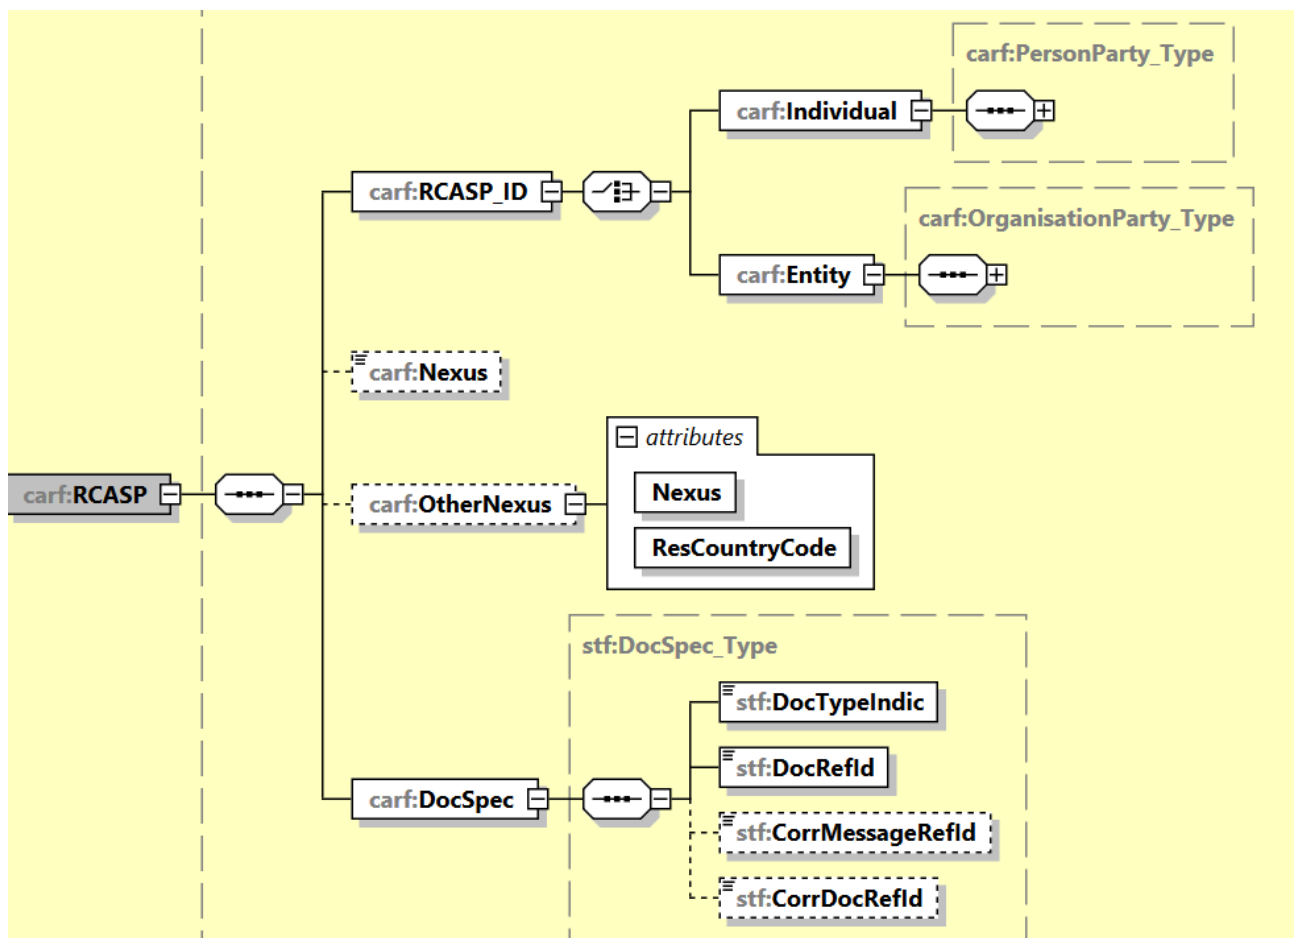 carf:PersonParty_Type
carf:Individual
carf:RCASP_ID
carf:OrganisationParty_Type
carf:Entity
carf:Nexus
attributes
carf:RCASP
carf:OtherNexus
Nexus
ResCountryCode
stf:DocSpec_Type
stf:DocTypeIndic
stf:DocRefId
carf:DocSpec
stf:CorrMessageRefId
stf:CorrDocRefId